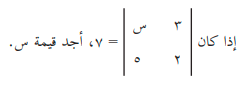 إذا كان | ٣ س | = ٧، أجد قيمة س.
| ٢ ٥ |